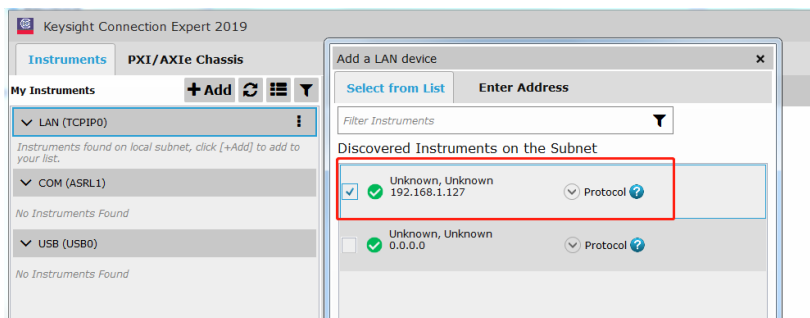 Keysight Connection Expert 2019
Instruments PXI/AXIe Chassis
My Instruments + Add
LAN (TCPIP0)
Instruments found on local subnet, click [+Add] to add to
your list.
COM (ASRL1)
No Instruments Found
USB (USB0)
No Instruments Found
Add a LAN device x
Select from List Enter Address
Filter Instruments
Discovered Instruments on the Subnet
Unknown, Unknown
192.168.1.127 Protocol ?
Unknown, Unknown
0.0.0.0 Protocol ?